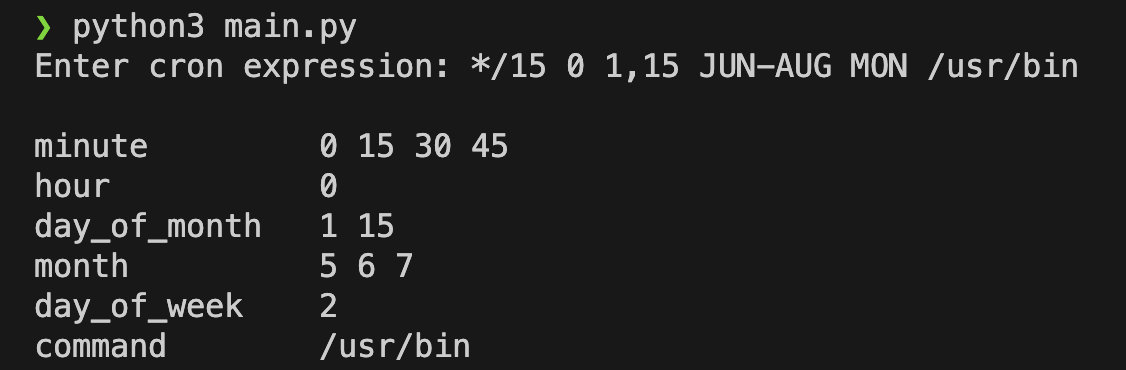 ❯ python3 main.py
Enter cron expression: */15 0 1,15 JUN-AUG MON /usr/bin
minute         0 15 30 45
hour           0
day_of_month   1 15
month          5 6 7
day_of_week    2
command        /usr/bin